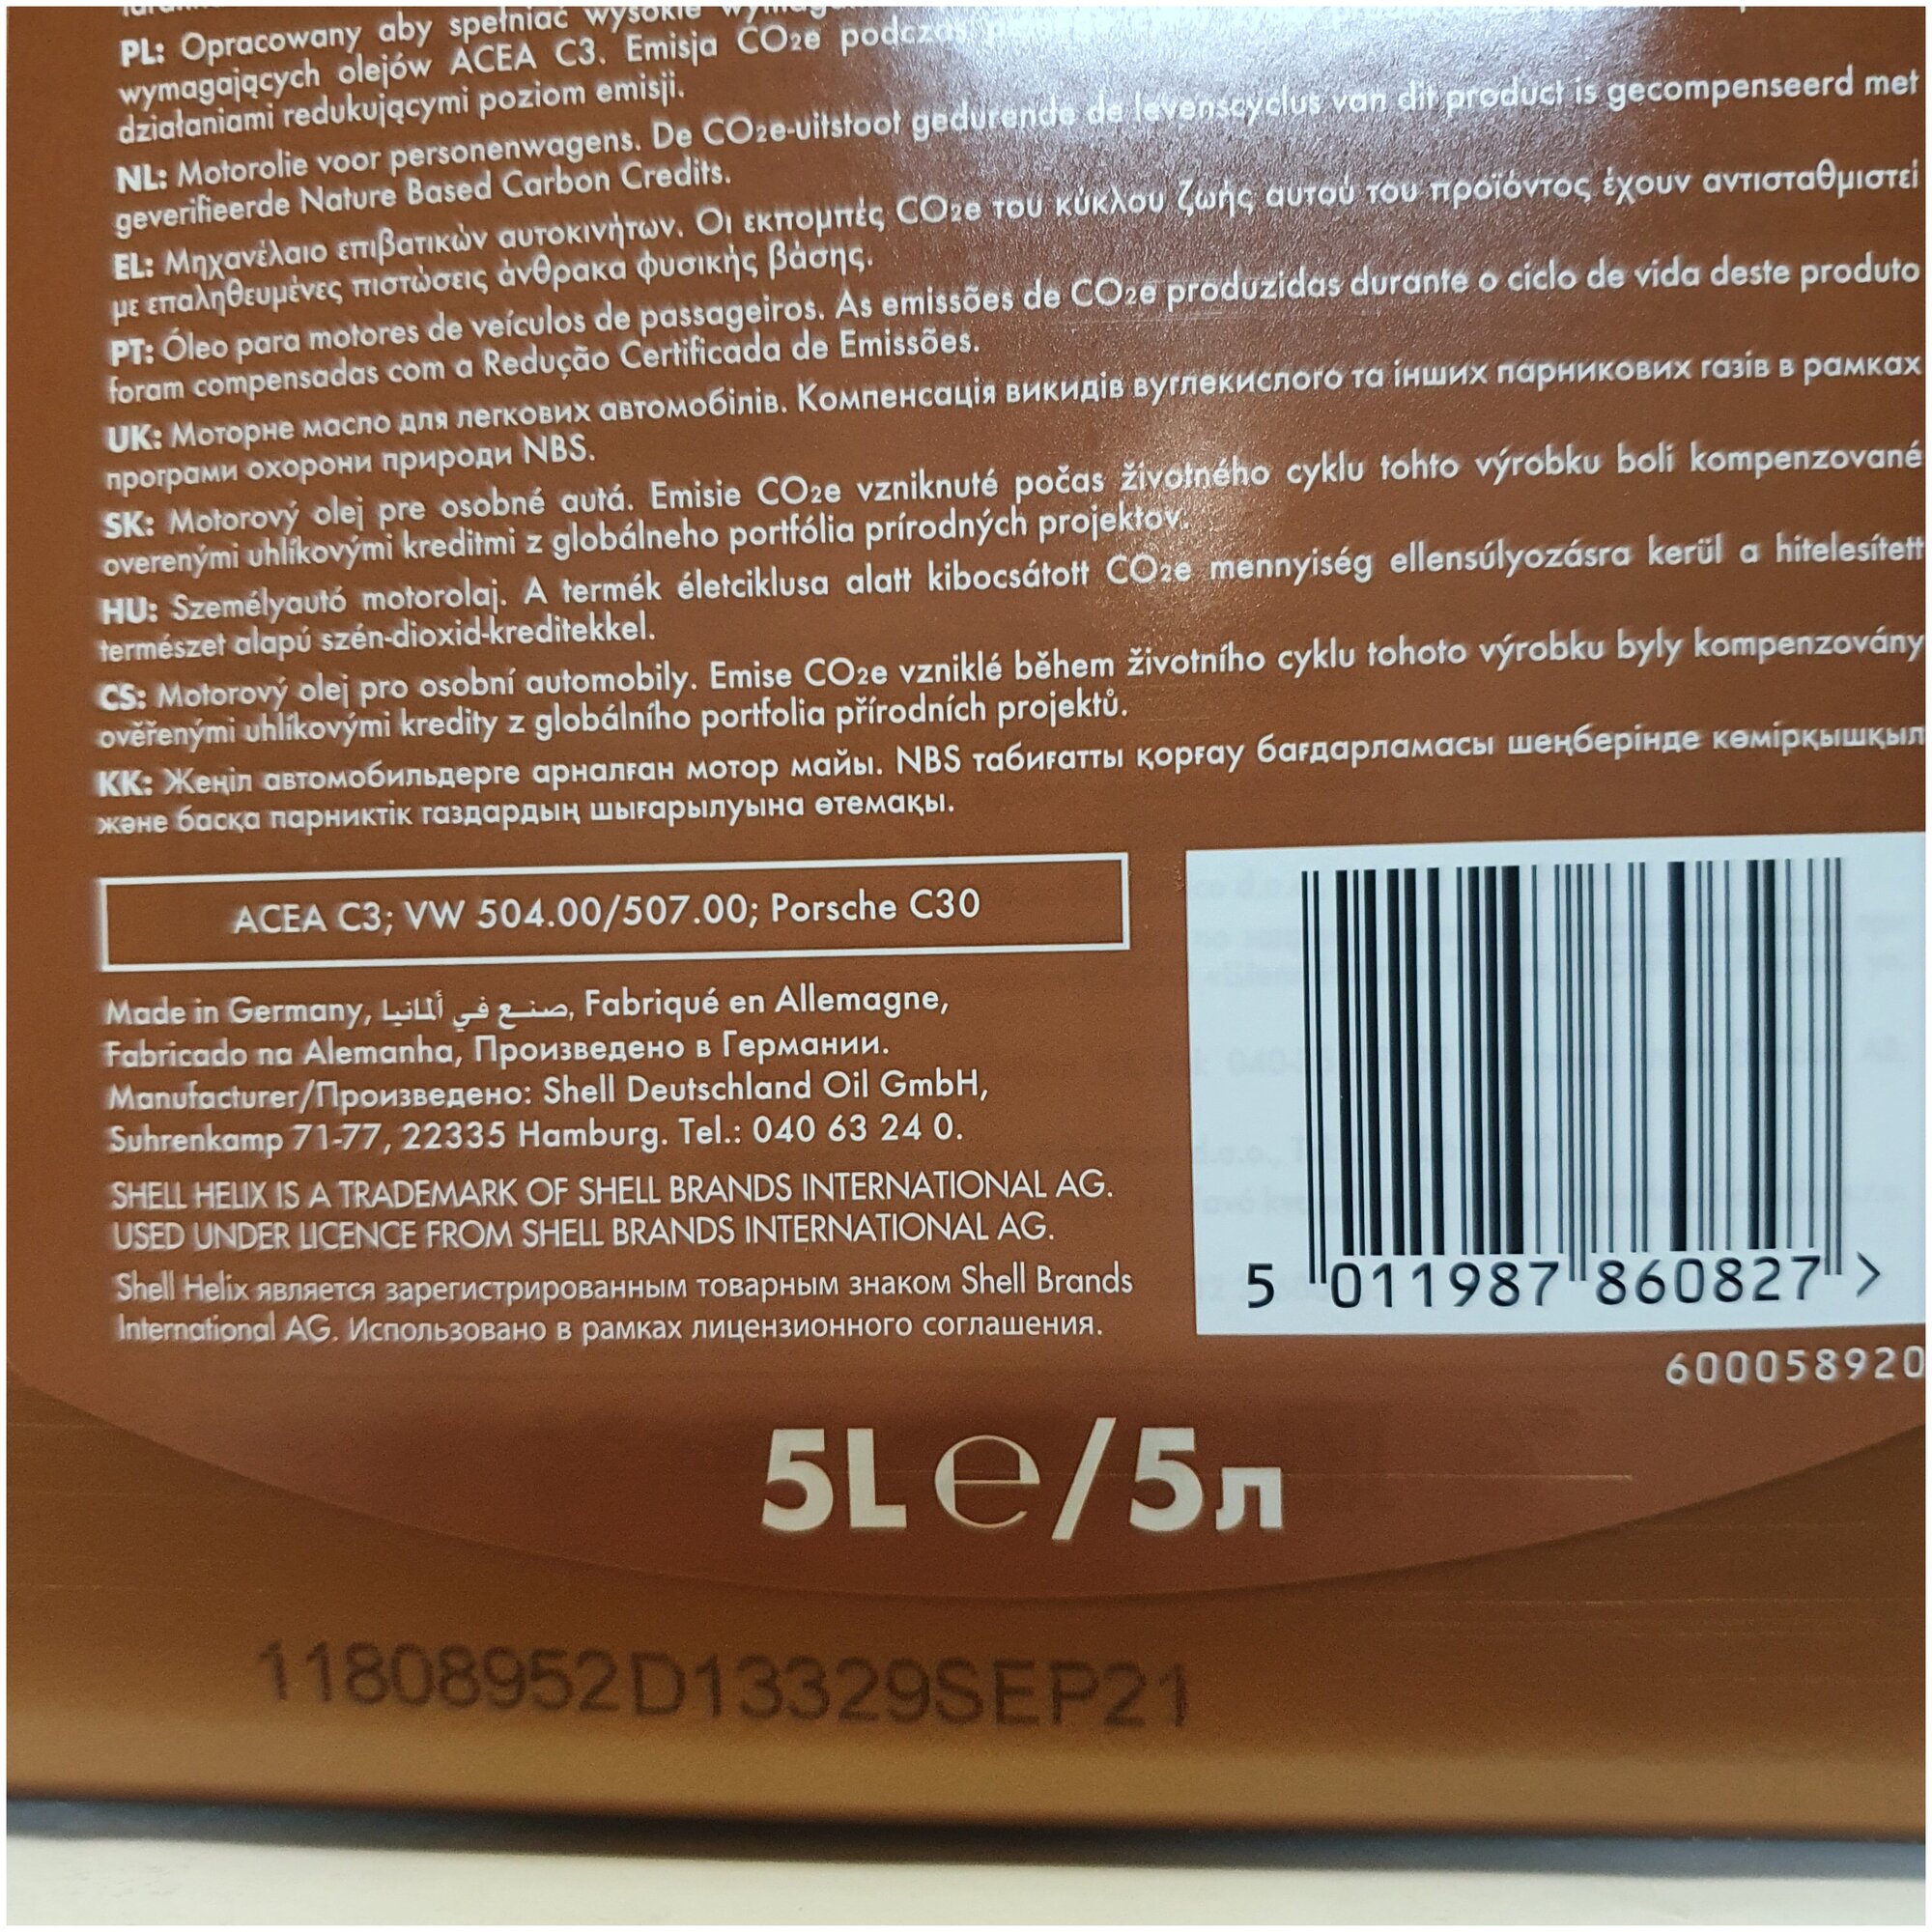 PL: Opracowany aby spełniać wysokie
wymagających olejów ACEA C3. Emisja CO2e podczas
działaniami redukującymi poziom emisji.
NL: Motorolie voor personenwagens. De CO2e-uitstoot gedurende de levenscyclus van dit product is gecompenseerd met
geverifieerde Nature Based Carbon Credits.
EL: Μηχανέλαιο επιβατικών αυτοκινήτων. Οι εκπομπές CO2e του κύκλου ζωής αυτού του προϊόντος έχουν αντισταθμιστεί
με επαληθευμένες πιστώσεις άνθρακα φυσικής βάσης.
PT: Óleo para motores de veículos de passageiros. As emissões de CO2e produzidas durante o ciclo de vida deste produto
foram compensadas com a Redução Certificada de Emissões.
UK: Моторне масло для легкових автомобілів. Компенсація викидів вуглекислого та інших парникових газів в рамках
програми охорони природи NBS.
SK: Motorový olej pre osobné autá. Emisie CO2e vzniknuté počas životného cyklu tohto výrobku boli kompenzované
overenými uhlíkovými kreditmi z globálneho portfólia prírodných projektov.
HU: Személyautó motorolaj. A termék életciklusa alatt kibocsátott CO2e mennyiség ellensúlyozásra kerül a hitelesített
természet alapú szén-dioxid-kreditekkel.
CS: Motorový olej pro osobní automobily. Emise CO2e vzniklé během životního cyklu tohoto výrobku byly kompenzovány
ověřenými uhlíkovými kredity z globálního portfolia přírodních projektů.
KK: Жеңіл автомобильдерге арналған мотор майы. NBS табиғатты қорғау бағдарламасы шеңберінде көмірқышқыл
және басқа парниктік газдардың шығарылуына өтемақы.
ACEA C3; VW 504.00/507.00; Porsche C30
Made in Germany, صنع في ألمانيا, Fabriqué en Allemagne,
Fabricado na Alemanha, Произведено в Германии.
Manufacturer/Произведено: Shell Deutschland Oil GmbH,
Suhrenkamp 71-77, 22335 Hamburg. Tel.: 040 63 24 0.
SHELL HELIX IS A TRADEMARK OF SHELL BRANDS INTERNATIONAL AG.
USED UNDER LICENCE FROM SHELL BRANDS INTERNATIONAL AG.
Shell Helix является зарегистрированным товарным знаком Shell Brands
International AG. Использовано в рамках лицензионного соглашения.
5 011987 860827 >
600058920
5L e/5л
11808952D13329SEP21